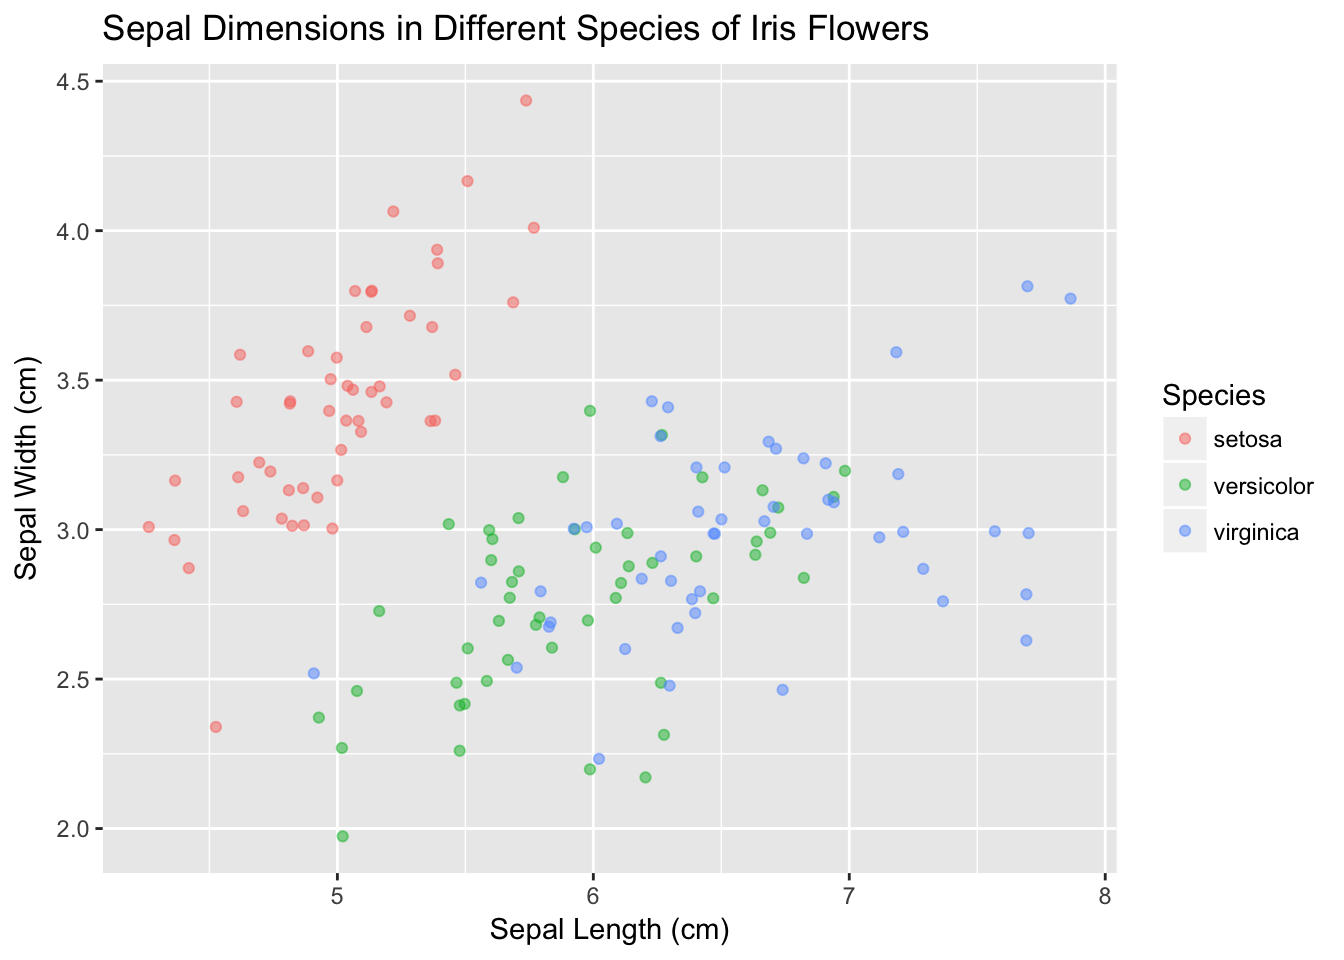 Sepal Dimensions in Different Species of Iris Flowers
4.5
4.0
3.5
3.0
2.5
2.0
Sepal Width (cm)
5 6 7 8
Sepal Length (cm)
Species
setosa
versicolor
virginica